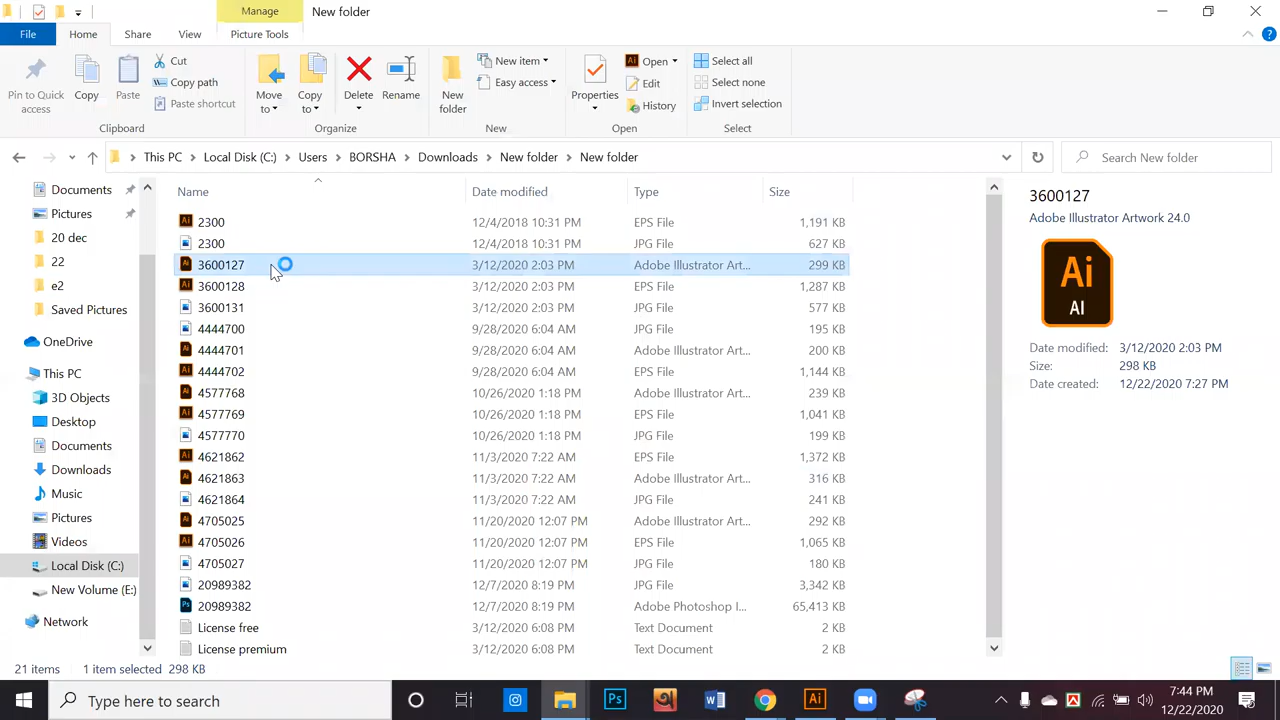 Manage
New folder
File
Home
Share
View
Picture Tools
Pin to Quick access
Copy
Paste
Cut
Copy path
Paste shortcut
Clipboard
Move to
Copy to
Delete
Rename
Organize
New folder
New item
Easy access
New
Properties
Open
Edit
History
Open
Select all
Select none
Invert selection
Select
This PC
Local Disk (C:)
Users
BORSHA
Downloads
New folder
New folder
Search New folder
Documents
Pictures
20 dec
22
e2
Saved Pictures
OneDrive
This PC
3D Objects
Desktop
Documents
Downloads
Music
Pictures
Videos
Local Disk (C:)
New Volume (E:)
Network
Name Date modified Type Size
2300 12/4/2018 10:31 PM EPS File 1,191 KB
2300 12/4/2018 10:31 PM JPG File 627 KB
3600127 3/12/2020 2:03 PM Adobe Illustrator Art... 299 KB
3600128 3/12/2020 2:03 PM EPS File 1,287 KB
3600131 3/12/2020 2:03 PM JPG File 577 KB
4444700 9/28/2020 6:04 AM JPG File 195 KB
4444701 9/28/2020 6:04 AM Adobe Illustrator Art... 200 KB
4444702 9/28/2020 6:04 AM EPS File 1,144 KB
4577768 10/26/2020 1:18 PM Adobe Illustrator Art... 239 KB
4577769 10/26/2020 1:18 PM EPS File 1,041 KB
4577770 10/26/2020 1:18 PM JPG File 199 KB
4621862 11/3/2020 7:22 AM EPS File 1,372 KB
4621863 11/3/2020 7:22 AM Adobe Illustrator Art... 316 KB
4621864 11/3/2020 7:22 AM JPG File 241 KB
4705025 11/20/2020 12:07 PM Adobe Illustrator Art... 292 KB
4705026 11/20/2020 12:07 PM EPS File 1,065 KB
4705027 11/20/2020 12:07 PM JPG File 180 KB
20989382 12/7/2020 8:19 PM JPG File 3,342 KB
20989382 12/7/2020 8:19 PM Adobe Photoshop I... 65,413 KB
License free 3/12/2020 6:08 PM Text Document 2 KB
License premium 3/12/2020 6:08 PM Text Document 2 KB
3600127
Adobe Illustrator Artwork 24.0
Ai
AI
Date modified: 3/12/2020 2:03 PM
Size: 298 KB
Date created: 12/22/2020 7:27 PM
21 items 1 item selected 298 KB
Type here to search
Ps
Ai
7:44 PM
12/22/2020